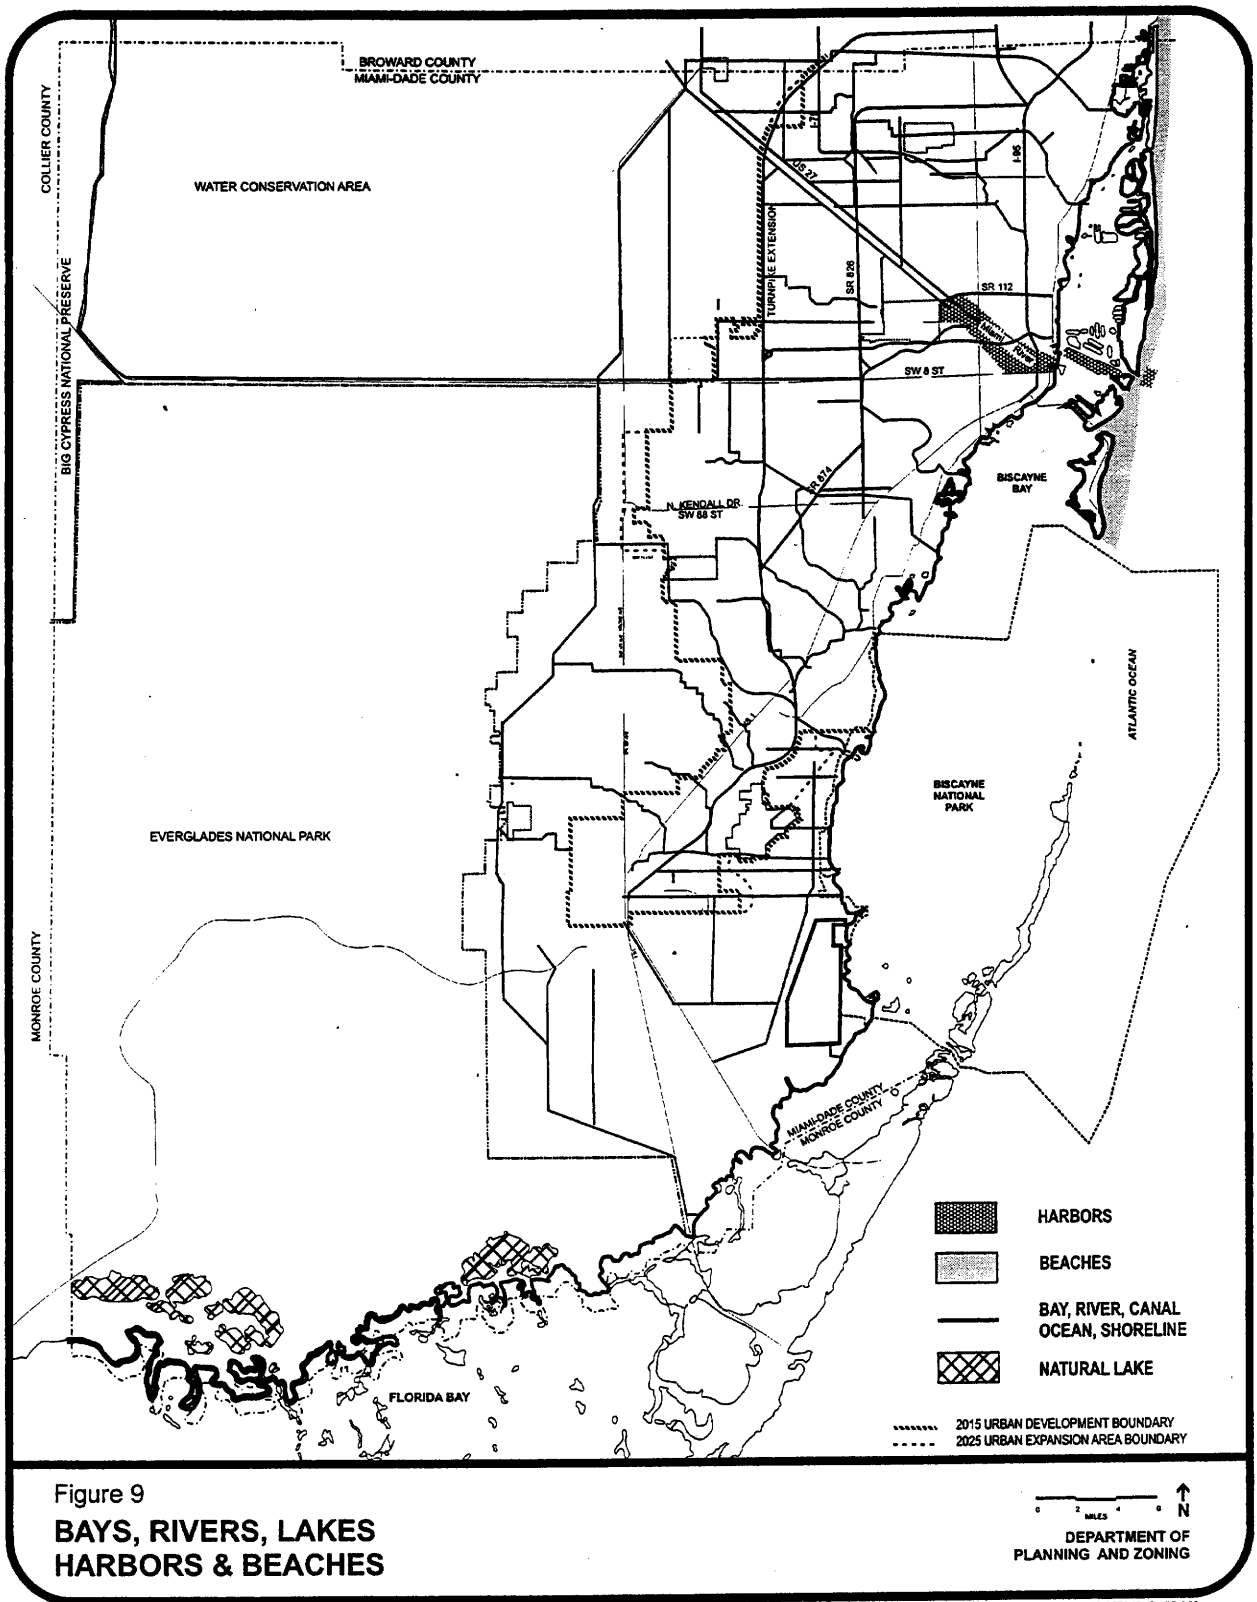 BROWARD COUNTY
MIAMI-DADE COUNTY
COLLIER COUNTY
WATER CONSERVATION AREA
I-75
I-95
US 27
TURNPIKE EXTENSION
SR 826
SR 112
Miami
River
SW 8 ST
BIG CYPRESS NATIONAL PRESERVE
SR 874
BISCAYNE
BAY
N. KENDALL DR.
SW 88 ST
ATLANTIC OCEAN
BISCAYNE
NATIONAL
PARK
EVERGLADES NATIONAL PARK
MONROE COUNTY
MIAMI-DADE COUNTY
MONROE COUNTY
HARBORS
BEACHES
BAY, RIVER, CANAL
OCEAN, SHORELINE
NATURAL LAKE
FLORIDA BAY
2015 URBAN DEVELOPMENT BOUNDARY
2025 URBAN EXPANSION AREA BOUNDARY
Figure 9
BAYS, RIVERS, LAKES
HARBORS & BEACHES
0 2 4 6
MILES
N
DEPARTMENT OF
PLANNING AND ZONING